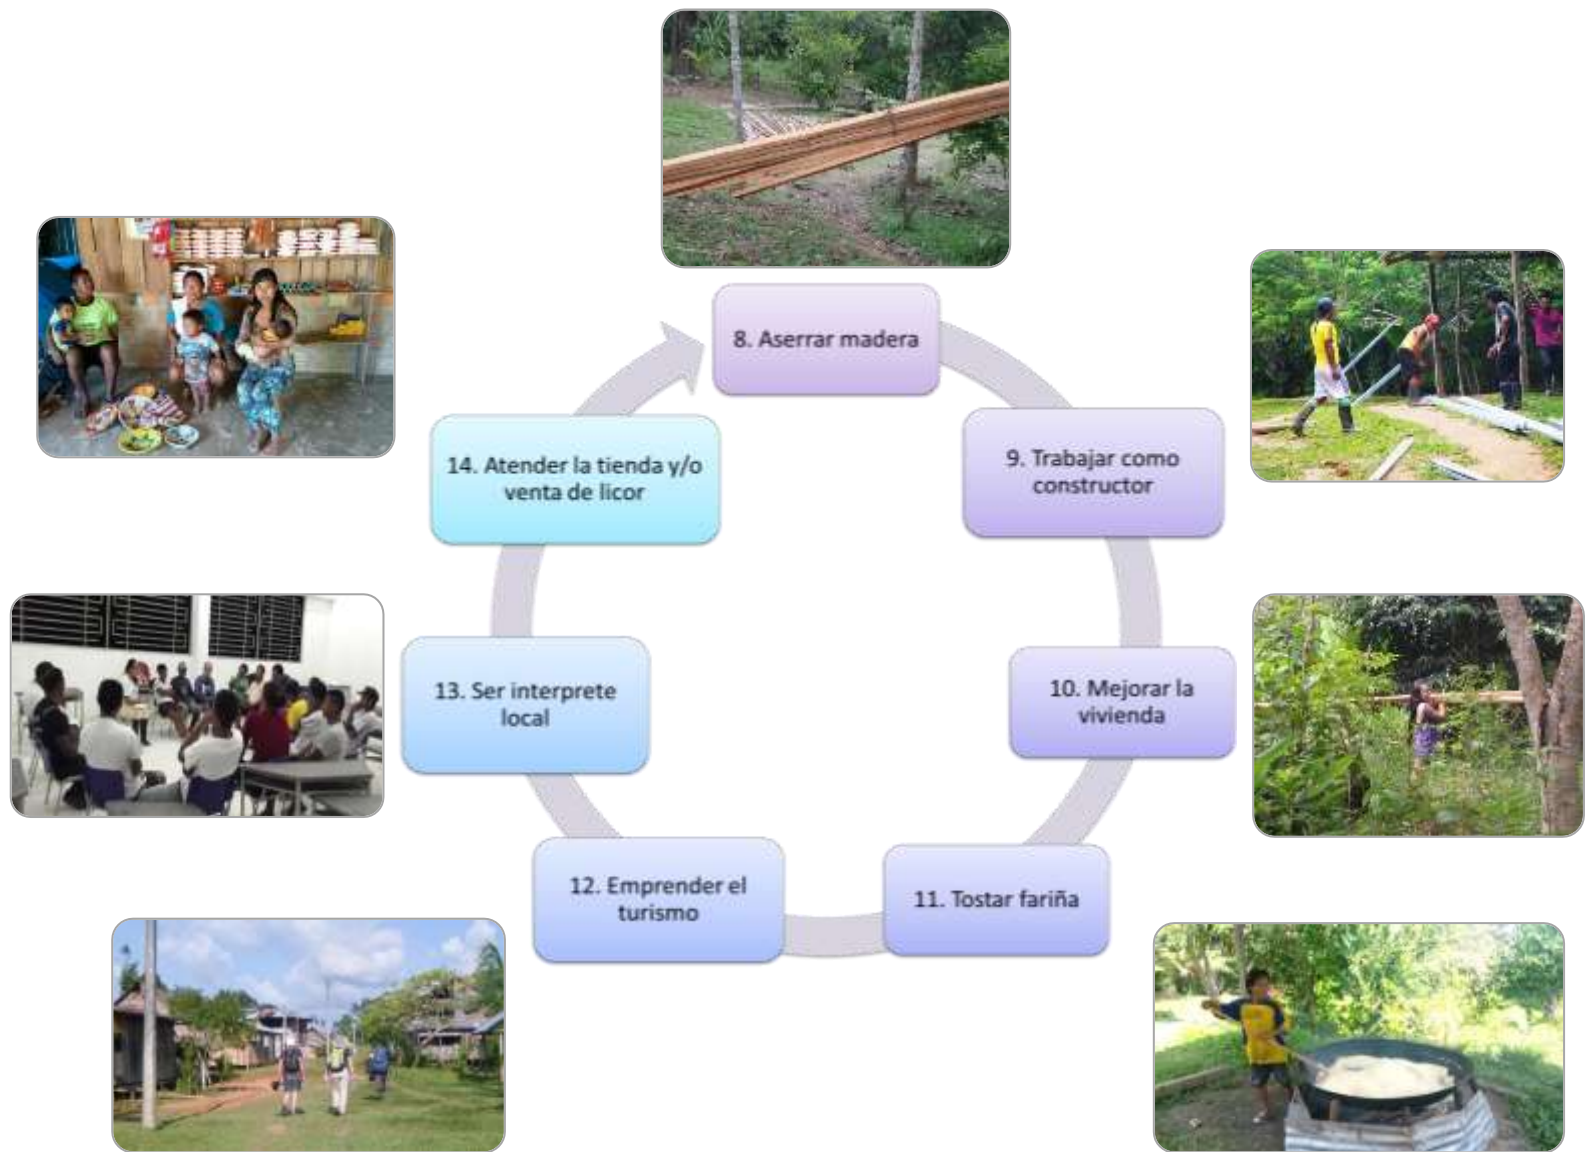 8. Aserrar madera
9. Trabajar como
constructor
10. Mejorar la
vivienda
11. Tostar fariña
12. Emprender el
turismo
13. Ser interprete
local
14. Atender la tienda y/o
venta de licor